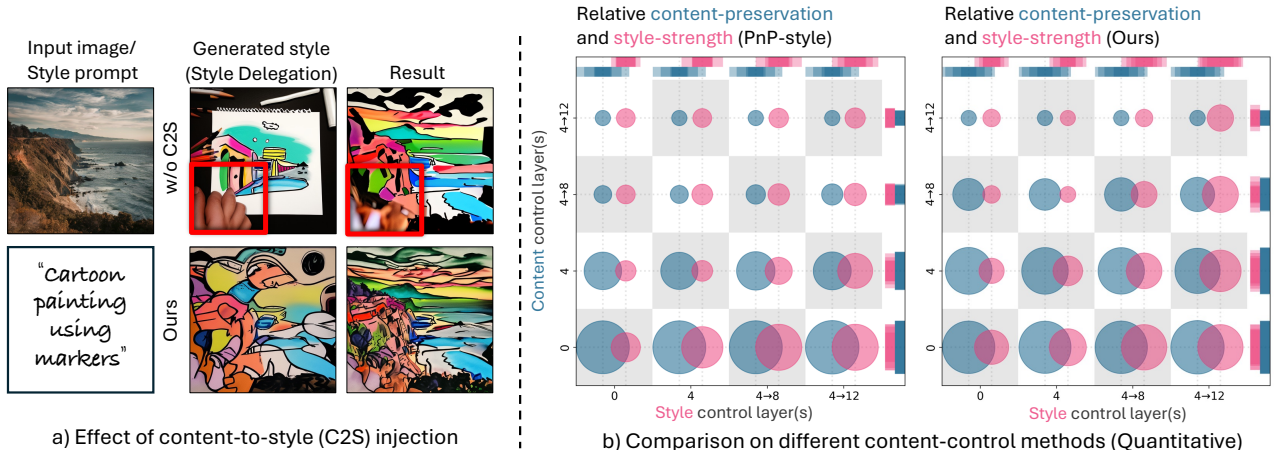 Input image/
Style prompt
Generated style
(Style Delegation)
Result
w/o C2S
"Cartoon
painting
using
markers"
Ours
a) Effect of content-to-style (C2S) injection
Relative content-preservation
and style-strength (PnP-style)
Content control layer(s)
4→12
4→8
4
0
0
4
4→8
4→12
Style control layer(s)
Relative content-preservation
and style-strength (Ours)
4→12
4→8
4
0
0
4
4→8
4→12
Style control layer(s)
b) Comparison on different content-control methods (Quantitative)